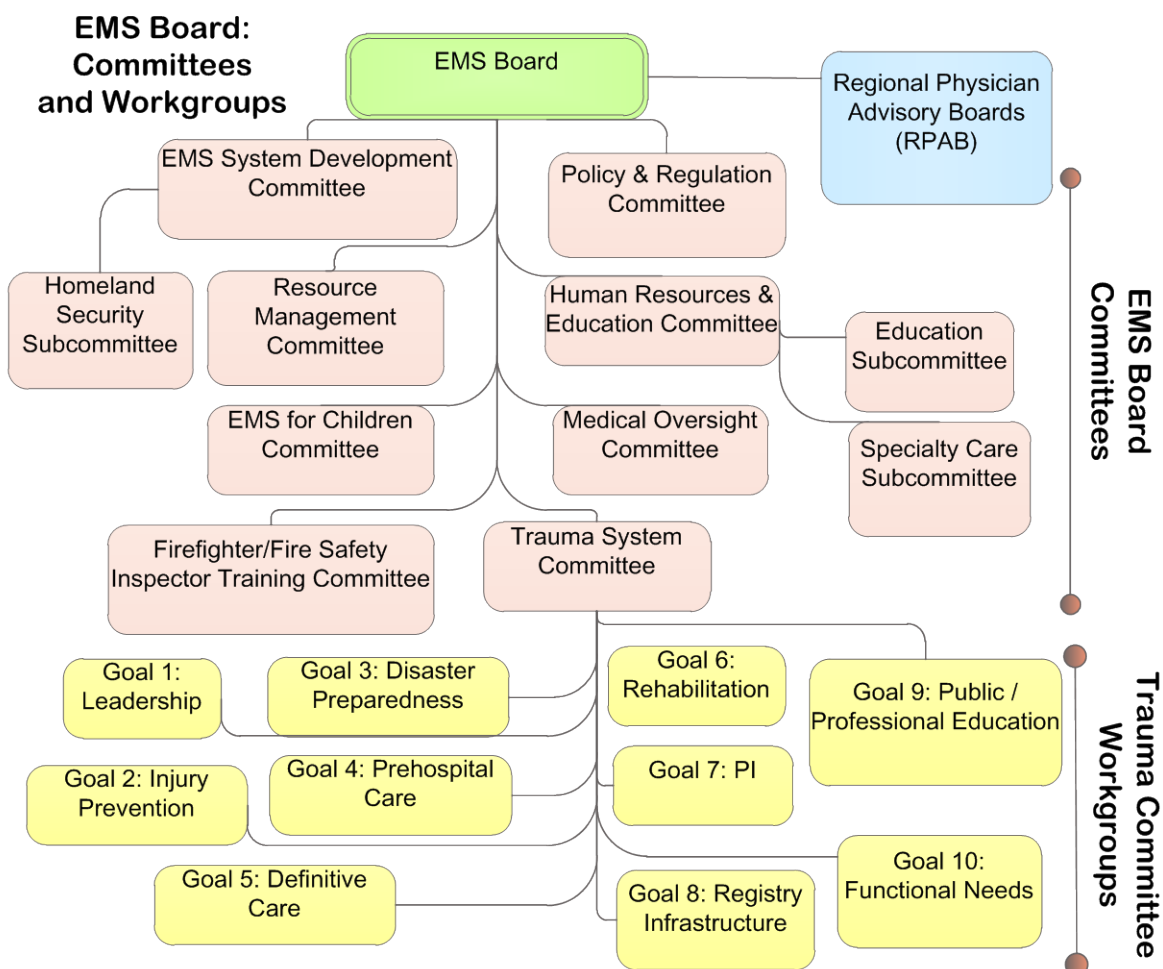 EMS Board:
Committees
and Workgroups
EMS Board
Regional Physician
Advisory Boards
(RPAB)
EMS System Development
Committee
Policy & Regulation
Committee
Homeland
Security
Subcommittee
Resource
Management
Committee
Human Resources &
Education Committee
Education
Subcommittee
EMS for Children
Committee
Medical Oversight
Committee
Specialty Care
Subcommittee
Firefighter/Fire Safety
Inspector Training Committee
Trauma System
Committee
EMS Board
Committees
Goal 1:
Leadership
Goal 3: Disaster
Preparedness
Goal 6:
Rehabilitation
Goal 9: Public /
Professional Education
Goal 2: Injury
Prevention
Goal 4: Prehospital
Care
Goal 7: PI
Goal 5: Definitive
Care
Goal 8: Registry
Infrastructure
Goal 10:
Functional Needs
Trauma Committee
Workgroups